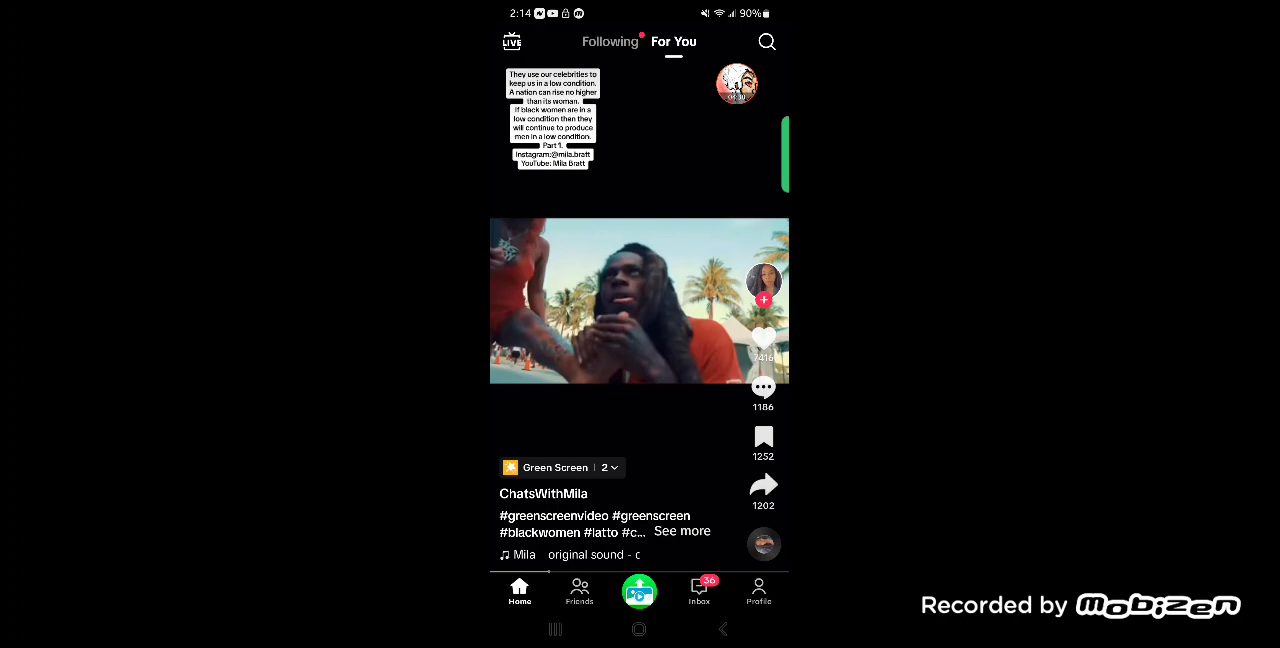 2:14
90%
LIVE
Following
For You
They use our celebrities to
keep us in a low condition.
A nation can rise no higher
than its woman.
If black women are in a
low condition then they
will continue to produce
men in a low condition.
Part 1.
Instagram:@mila.bratt
YouTube: Mila Bratt
04:30
7416
1186
1252
1202
Green Screen | 2
ChatsWithMila
#greenscreenvideo #greenscreen
#blackwomen #latto #c... See more
Mila original sound - c
36
Home
Friends
Inbox
Profile
Recorded by mobizen